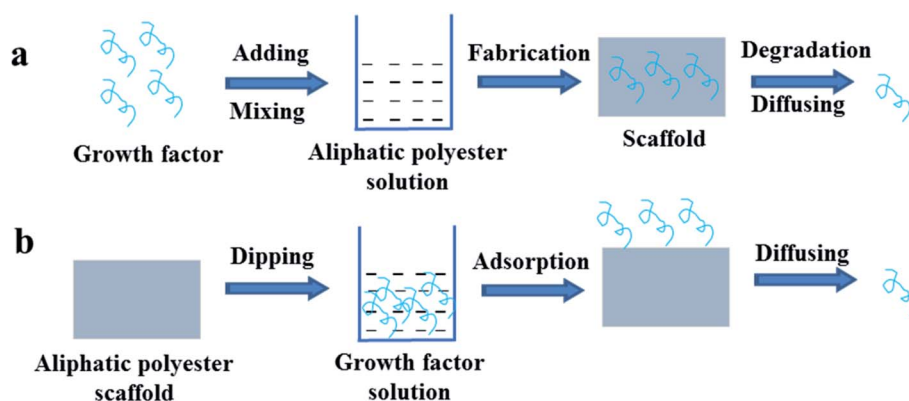 a
Adding
Mixing
Growth factor
Aliphatic polyester
solution
Fabrication
Scaffold
Degradation
Diffusing
b
Aliphatic polyester
scaffold
Dipping
Growth factor
solution
Adsorption
Diffusing